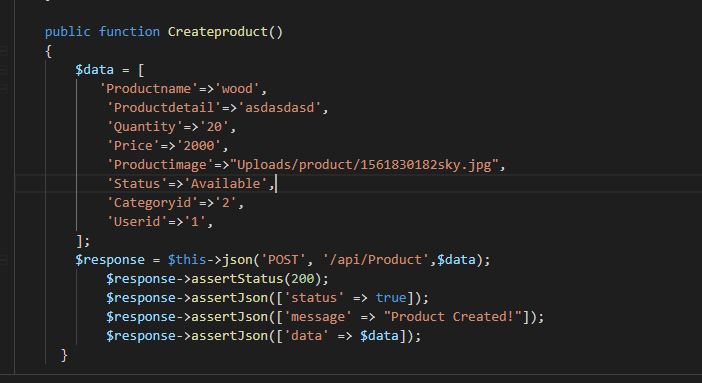 public function Createproduct()
{
$data = [
'Productname'=>'wood',
'Productdetail'=>'asdasdasd',
'Quantity'=>'20',
'Price'=>'2000',
'Productimage'=>"Uploads/product/1561830182sky.jpg",
'Status'=>'Available',
'Categoryid'=>'2',
'Userid'=>'1',
];
$response = $this->json('POST', '/api/Product',$data);
$response->assertStatus(200);
$response->assertJson(['status' => true]);
$response->assertJson(['message' => "Product Created!"]);
$response->assertJson(['data' => $data]);
}